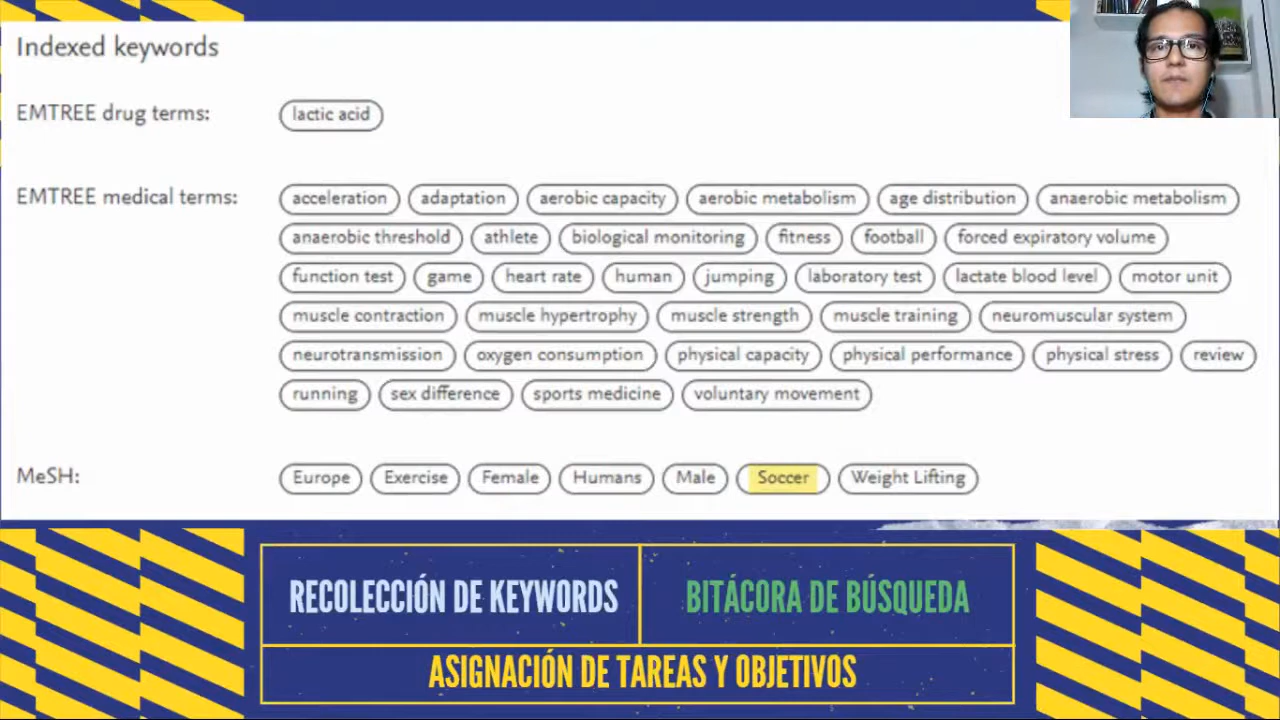 Indexed keywords
EMTREE drug terms: lactic acid
EMTREE medical terms: acceleration adaptation aerobic capacity aerobic metabolism age distribution anaerobic metabolism
anaerobic threshold athlete biological monitoring fitness football forced expiratory volume
function test game heart rate human jumping laboratory test lactate blood level motor unit
muscle contraction muscle hypertrophy muscle strength muscle training neuromuscular system
neurotransmission oxygen consumption physical capacity physical performance physical stress review
running sex difference sports medicine voluntary movement
MeSH: Europe Exercise Female Humans Male Soccer Weight Lifting
RECOLECCIÓN DE KEYWORDS BITÁCORA DE BÚSQUEDA
ASIGNACIÓN DE TAREAS Y OBJETIVOS